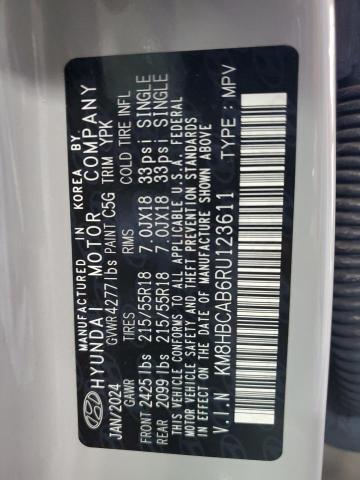 MANUFACTURED IN KOREA BY
HYUNDAI MOTOR COMPANY
JAN/2024 GVWR 4277 lbs PAINT C5G TRIM YPK
GAWR TIRES RIMS COLD TIRE INFL
FRONT 2425 lbs 215/55R18 7.0JX18 33psi SINGLE
REAR 2099 lbs 215/55R18 7.0JX18 33psi SINGLE
THIS VEHICLE CONFORMS TO ALL APPLICABLE U.S.A. FEDERAL
MOTOR VEHICLE SAFETY AND THEFT PREVENTION STANDARDS
IN EFFECT ON THE DATE OF MANUFACTURE SHOWN ABOVE
V.I.N KM8HBCAB6RU123611 TYPE : MPV